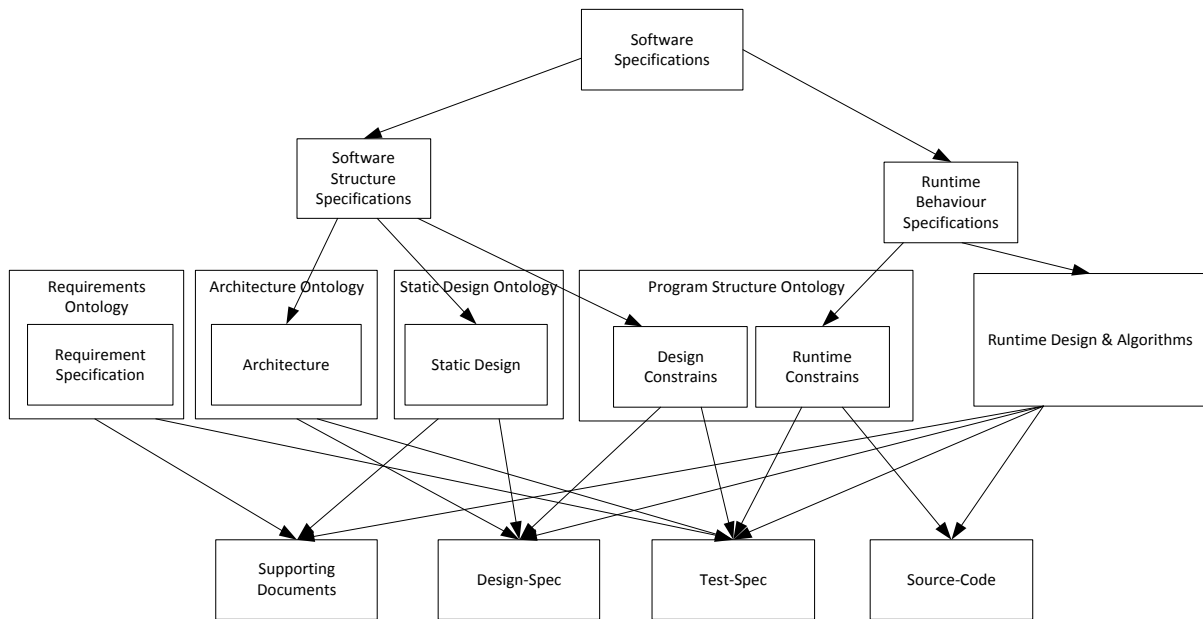 Software
Specifications
Software
Structure
Specifications
Runtime
Behaviour
Specifications
Requirements
Ontology
Requirement
Specification
Architecture Ontology
Architecture
Static Design Ontology
Static Design
Program Structure Ontology
Design
Constrains
Runtime
Constrains
Runtime Design & Algorithms
Supporting
Documents
Design-Spec
Test-Spec
Source-Code